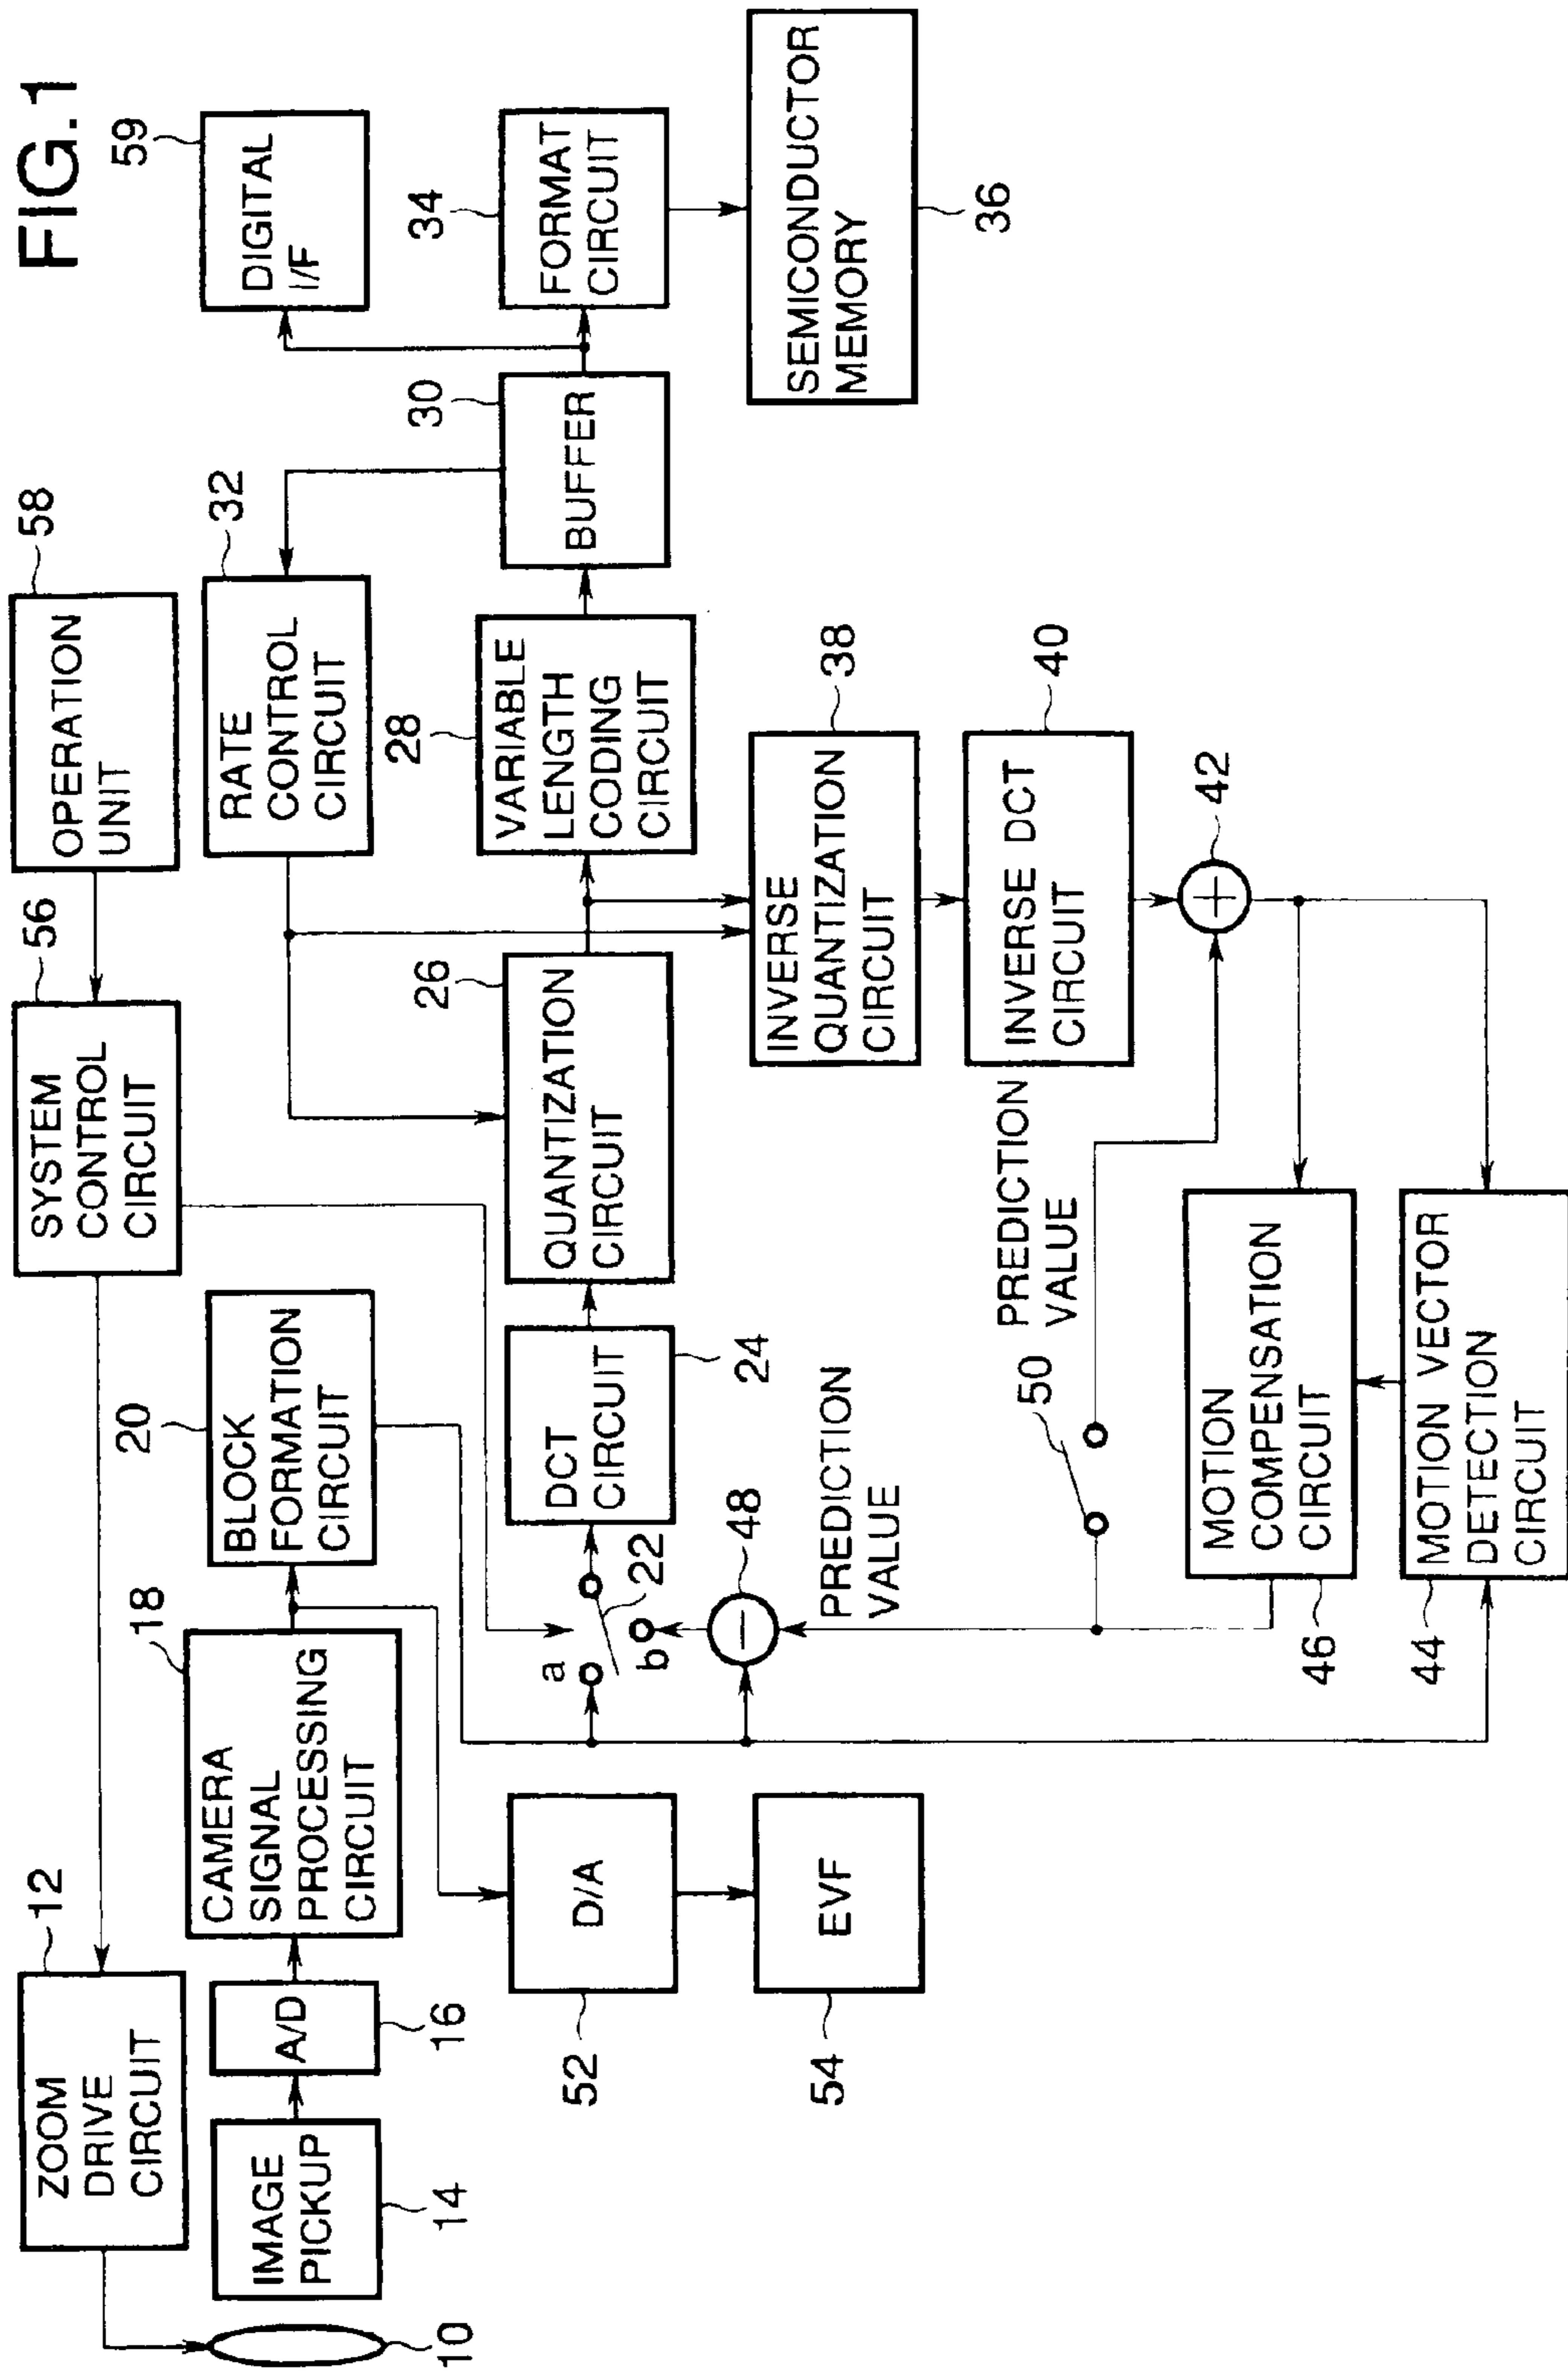 FIG.1
ZOOM
DRIVE
CIRCUIT
12
SYSTEM
CONTROL
CIRCUIT
56
OPERATION
UNIT
58
10
IMAGE
PICKUP
14
A/D
16
CAMERA
SIGNAL
PROCESSING
CIRCUIT
18
BLOCK
FORMATION
CIRCUIT
20
RATE
CONTROL
CIRCUIT
32
DIGITAL
I/F
59
D/A
52
EVF
54
a
b
22
DCT
CIRCUIT
24
QUANTIZATION
CIRCUIT
26
VARIABLE
LENGTH
CODING
CIRCUIT
28
BUFFER
30
FORMAT
CIRCUIT
34
SEMICONDUCTOR
MEMORY
36
48
PREDICTION
VALUE
INVERSE
QUANTIZATION
CIRCUIT
38
INVERSE DCT
CIRCUIT
40
50
PREDICTION
VALUE
42
MOTION
COMPENSATION
CIRCUIT
46
MOTION VECTOR
DETECTION
CIRCUIT
44